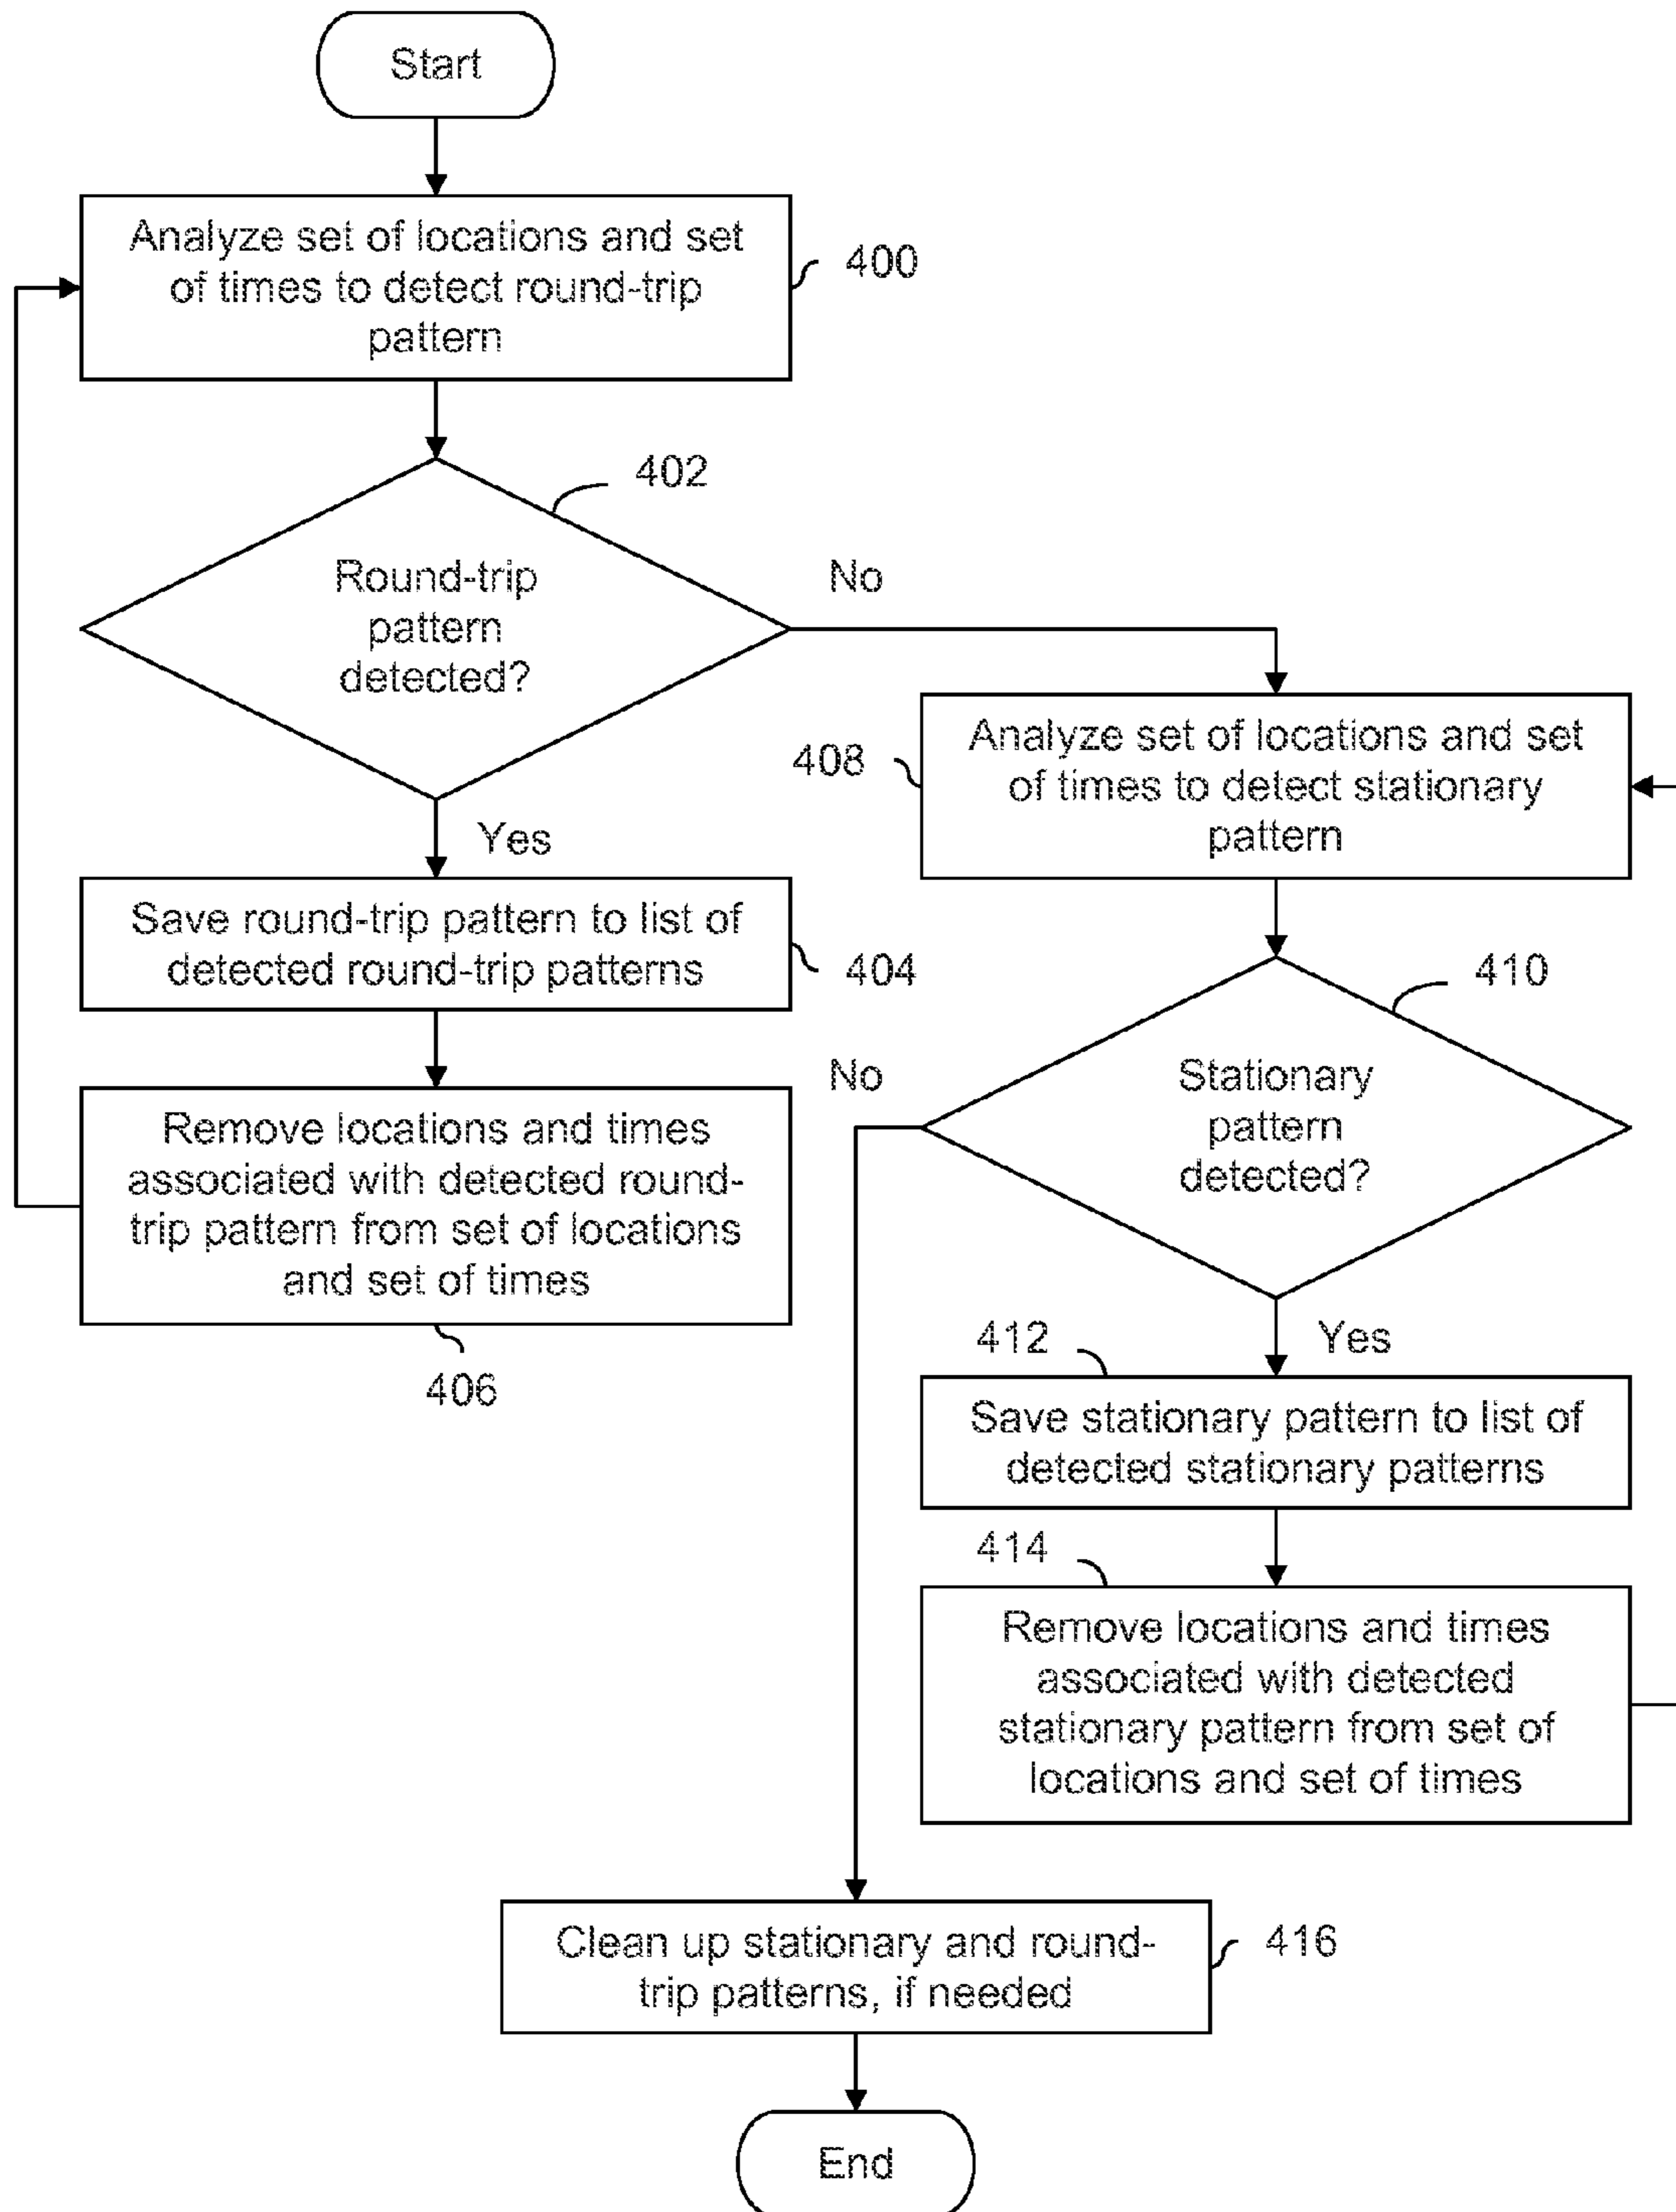 Start
Analyze set of locations and set
of times to detect round-trip
pattern
400
402
Round-trip
pattern
detected?
No
Yes
Save round-trip pattern to list of
detected round-trip patterns
404
Remove locations and times
associated with detected round-
trip pattern from set of locations
and set of times
406
408
Analyze set of locations and set
of times to detect stationary
pattern
410
Stationary
pattern
detected?
No
Yes
412
Save stationary pattern to list of
detected stationary patterns
414
Remove locations and times
associated with detected
stationary pattern from set of
locations and set of times
Clean up stationary and round-
trip patterns, if needed
416
End